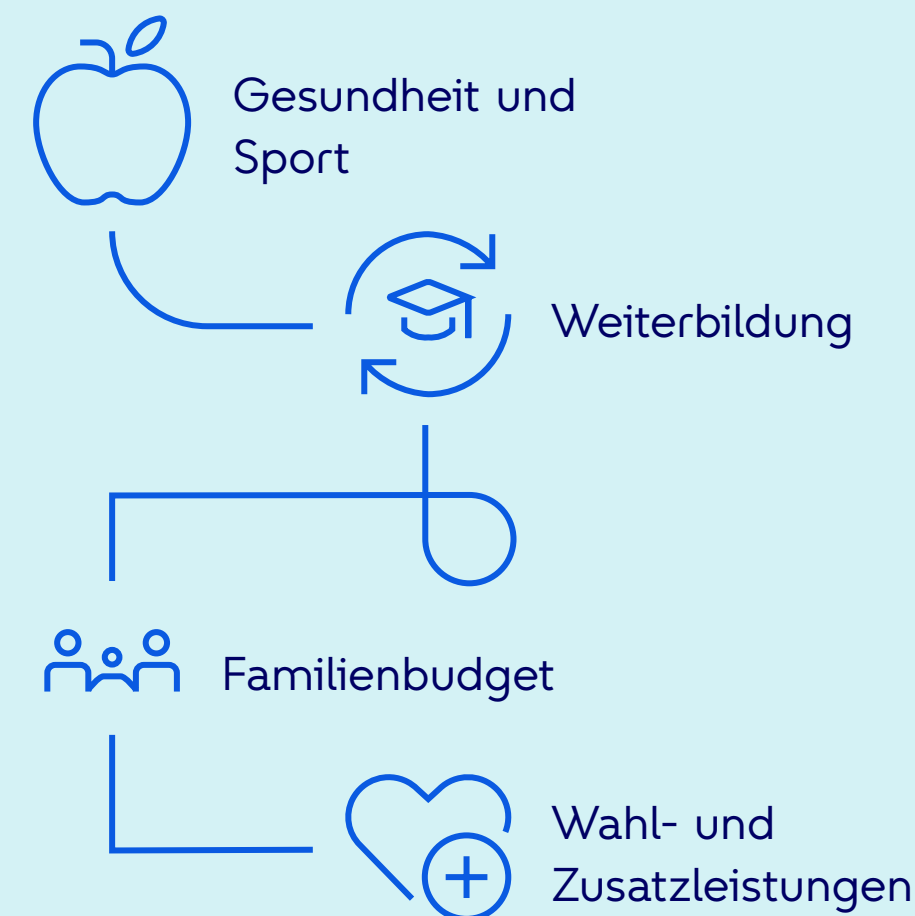 Gesundheit und
Sport
Weiterbildung
Familienbudget
Wahl- und
Zusatzleistungen